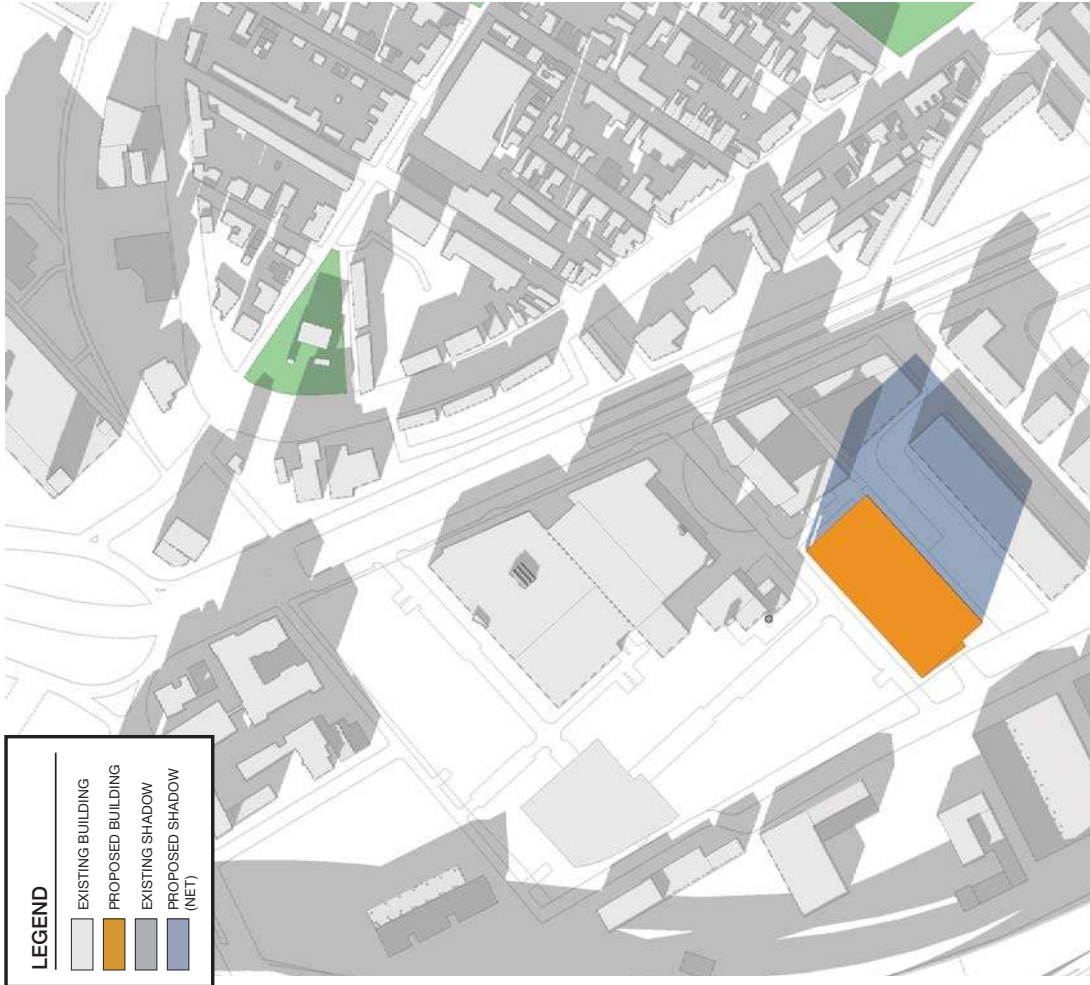 LEGEND
EXISTING BUILDING
PROPOSED BUILDING
EXISTING SHADOW
PROPOSED SHADOW
(NET)